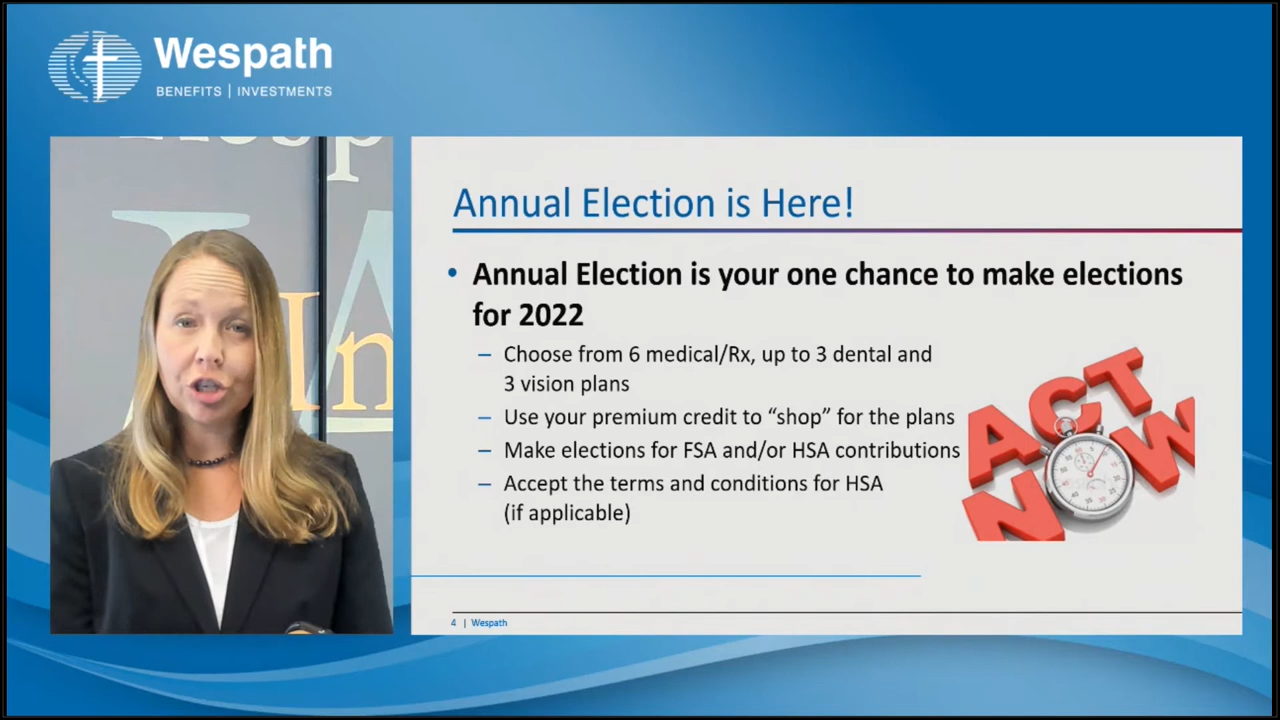 Wespath
BENEFITS | INVESTMENTS
Hosp
In
Annual Election is Here!
• Annual Election is your one chance to make elections
for 2022
– Choose from 6 medical/Rx, up to 3 dental and
3 vision plans
– Use your premium credit to “shop” for the plans
– Make elections for FSA and/or HSA contributions
– Accept the terms and conditions for HSA
(if applicable)
ACT
NOW
4 | Wespath